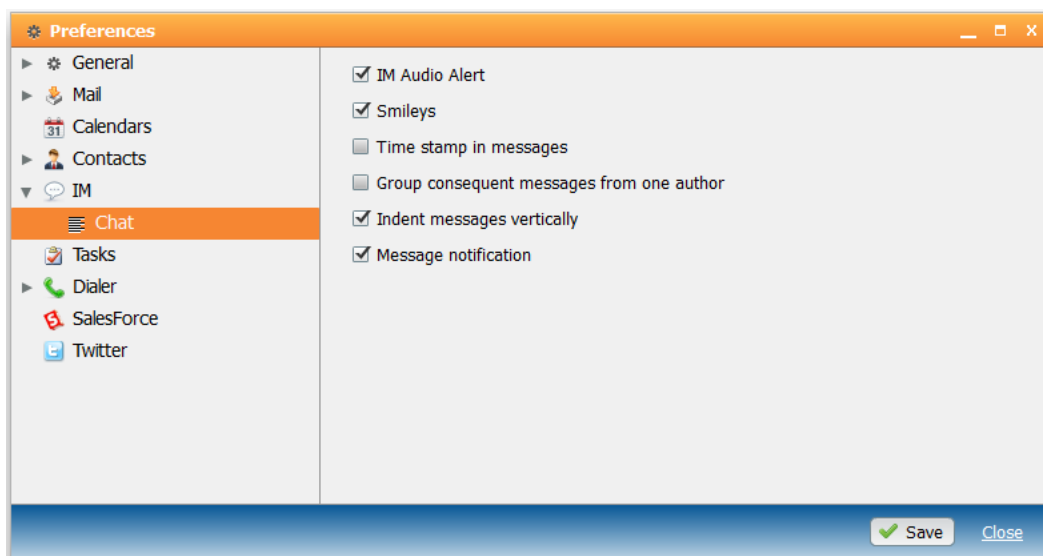 Preferences
General
Mail
31 Calendars
Contacts
IM
Chat
Tasks
Dialer
SalesForce
Twitter
IM Audio Alert
Smileys
Time stamp in messages
Group consequent messages from one author
Indent messages vertically
Message notification
Save Close